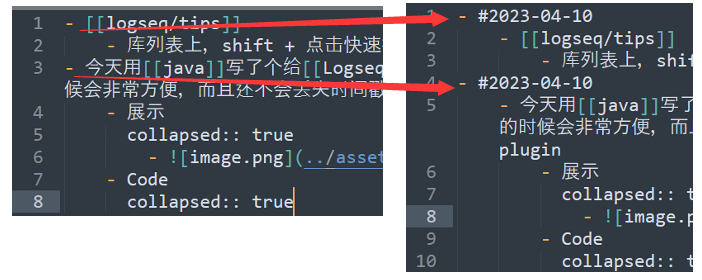 1 - [[logseq/tips]]
2 - 库列表上, shift + 点击快速
3 - 今天用[[java]]写了个给[[Logseq
候会非常方便, 而且还不会丢失时间戳
4 - 展示
5 collapsed:: true
6 - ![image.png](../asset
7 - Code
8 collapsed:: true
1 - #2023-04-10
2 - [[logseq/tips]]
3 - 库列表上, shif
4 - #2023-04-10
5 - 今天用[[java]]写了
的时候会非常方便, 而
plugin
6 - 展示
7 collapsed:: t
8 - ![image.p
9 - Code
10 collapsed:: t